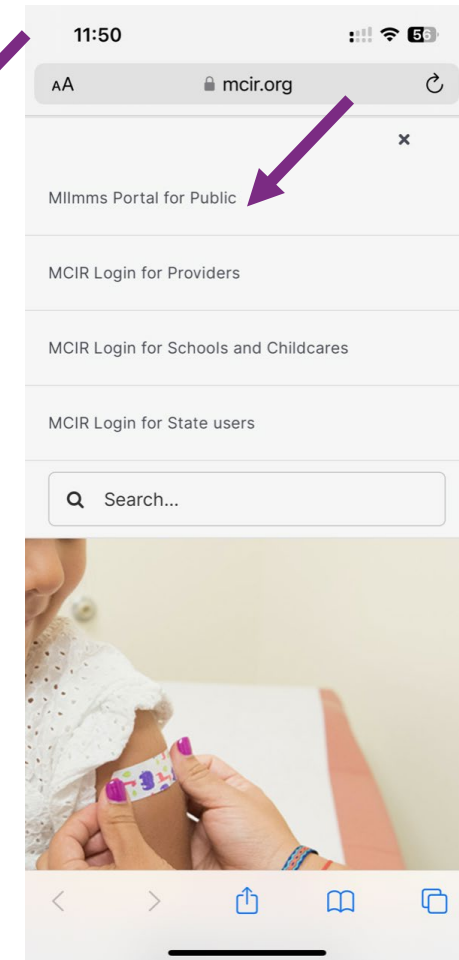 11:50
56
AA
mcir.org
MIImms Portal for Public
MCIR Login for Providers
MCIR Login for Schools and Childcares
MCIR Login for State users
Search...